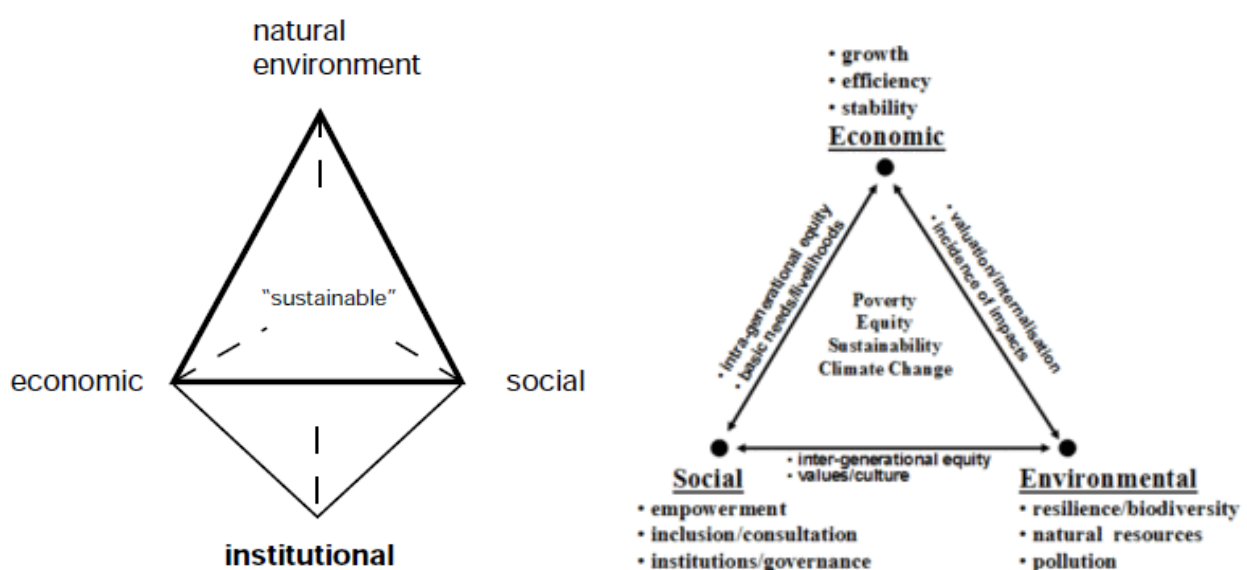 natural
environment
"sustainable"
economic
social
institutional
• growth
• efficiency
• stability
Economic
• intra-generational equity
• basic needs/livelihoods
• valuation/internalisation
• incidence of impacts
Poverty
Equity
Sustainability
Climate Change
• inter-generational equity
• values/culture
Social
• empowerment
• inclusion/consultation
• institutions/governance
Environmental
• resilience/biodiversity
• natural resources
• pollution